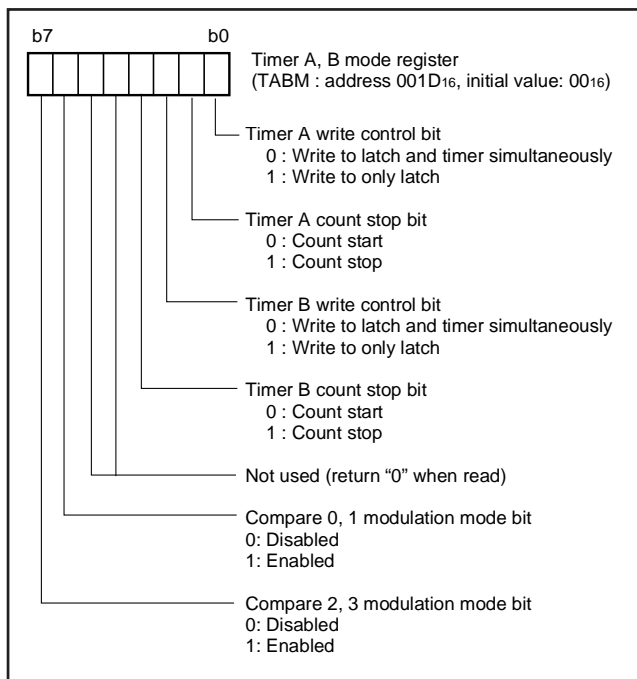 b7 b0
Timer A, B mode register
(TABM : address 001D16, initial value: 0016)
Timer A write control bit
0 : Write to latch and timer simultaneously
1 : Write to only latch
Timer A count stop bit
0 : Count start
1 : Count stop
Timer B write control bit
0 : Write to latch and timer simultaneously
1 : Write to only latch
Timer B count stop bit
0 : Count start
1 : Count stop
Not used (return “0” when read)
Compare 0, 1 modulation mode bit
0: Disabled
1: Enabled
Compare 2, 3 modulation mode bit
0: Disabled
1: Enabled